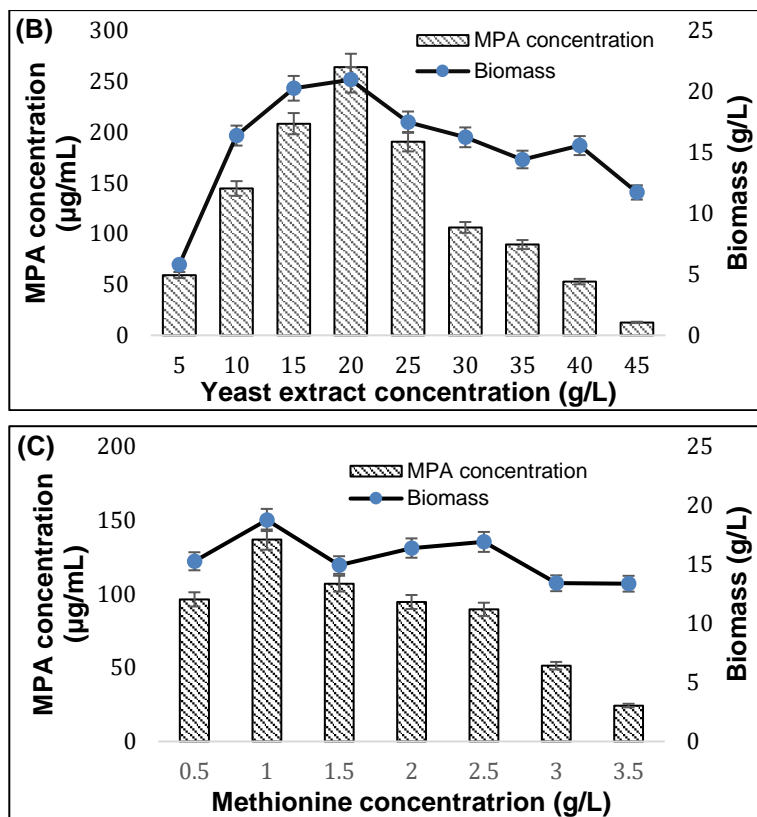 (B)
MPA concentration
Biomass
MPA concentration
(µg/mL)
300
250
200
150
100
50
0
25
20
15
10
5
0
Biomass (g/L)
5 10 15 20 25 30 35 40 45
Yeast extract concentration (g/L)
(C)
MPA concentration
Biomass
MPA concentration
(µg/mL)
200
150
100
50
0
25
20
15
10
5
0
Biomass (g/L)
0.5 1 1.5 2 2.5 3 3.5
Methionine concentratrion (g/L)